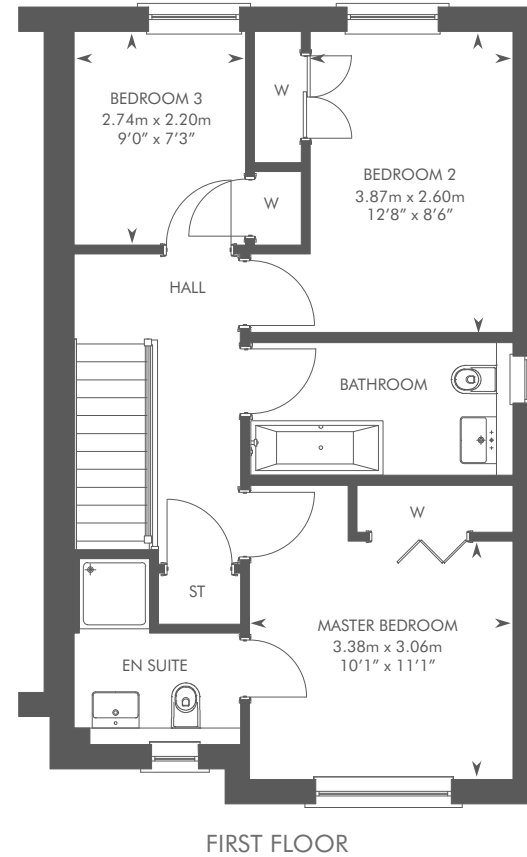 BEDROOM 3
2.74m x 2.20m
9’0” x 7’3”
W
BEDROOM 2
3.87m x 2.60m
12’8” x 8’6”
W
HALL
BATHROOM
W
ST
MASTER BEDROOM
3.38m x 3.06m
10’1” x 11’1”
EN SUITE
FIRST FLOOR